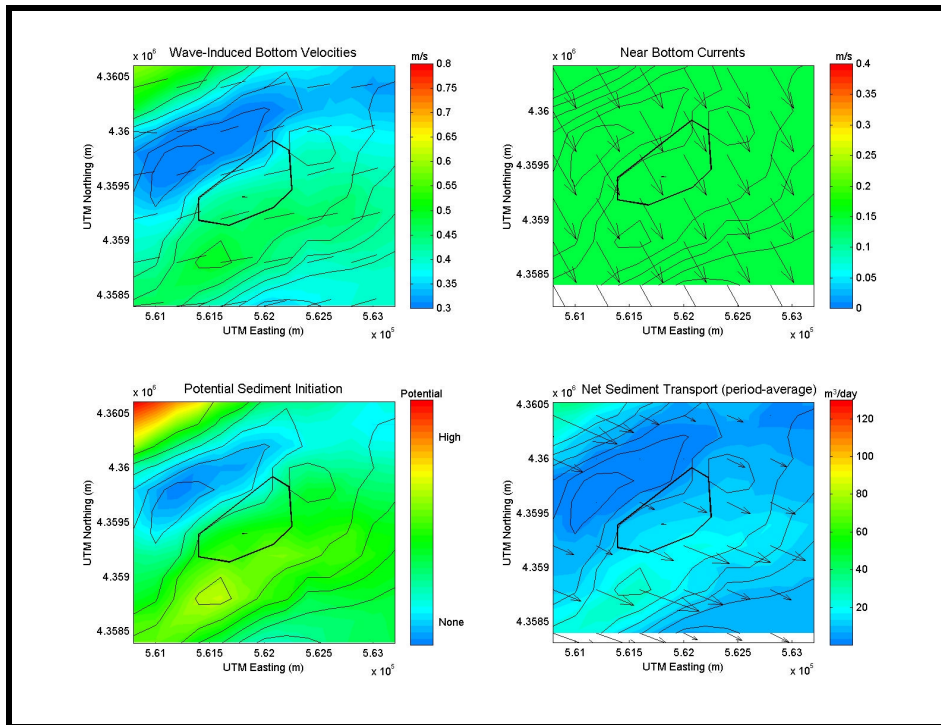 Wave-Induced Bottom Velocities
x 10^6
m/s
4.3605
4.36
4.3595
4.359
4.3585
UTM Northing (m)
5.61
5.615
5.62
5.625
5.63
UTM Easting (m)
x 10^5
0.8
0.75
0.7
0.65
0.6
0.55
0.5
0.45
0.4
0.35
0.3
Near Bottom Currents
x 10^6
m/s
4.36
4.3595
4.359
4.3585
UTM Northing (m)
5.61
5.615
5.62
5.625
5.63
UTM Easting (m)
x 10^5
0.4
0.35
0.3
0.25
0.2
0.15
0.1
0.05
0
Potential Sediment Initiation
x 10^6
Potential
4.3605
4.36
4.3595
4.359
4.3585
UTM Northing (m)
5.61
5.615
5.62
5.625
5.63
UTM Easting (m)
x 10^5
High
None
Net Sediment Transport (period-average)
x 10^6
m³/day
4.3605
4.36
4.3595
4.359
4.3585
UTM Northing (m)
5.61
5.615
5.62
5.625
5.63
UTM Easting (m)
x 10^5
120
100
80
60
40
20